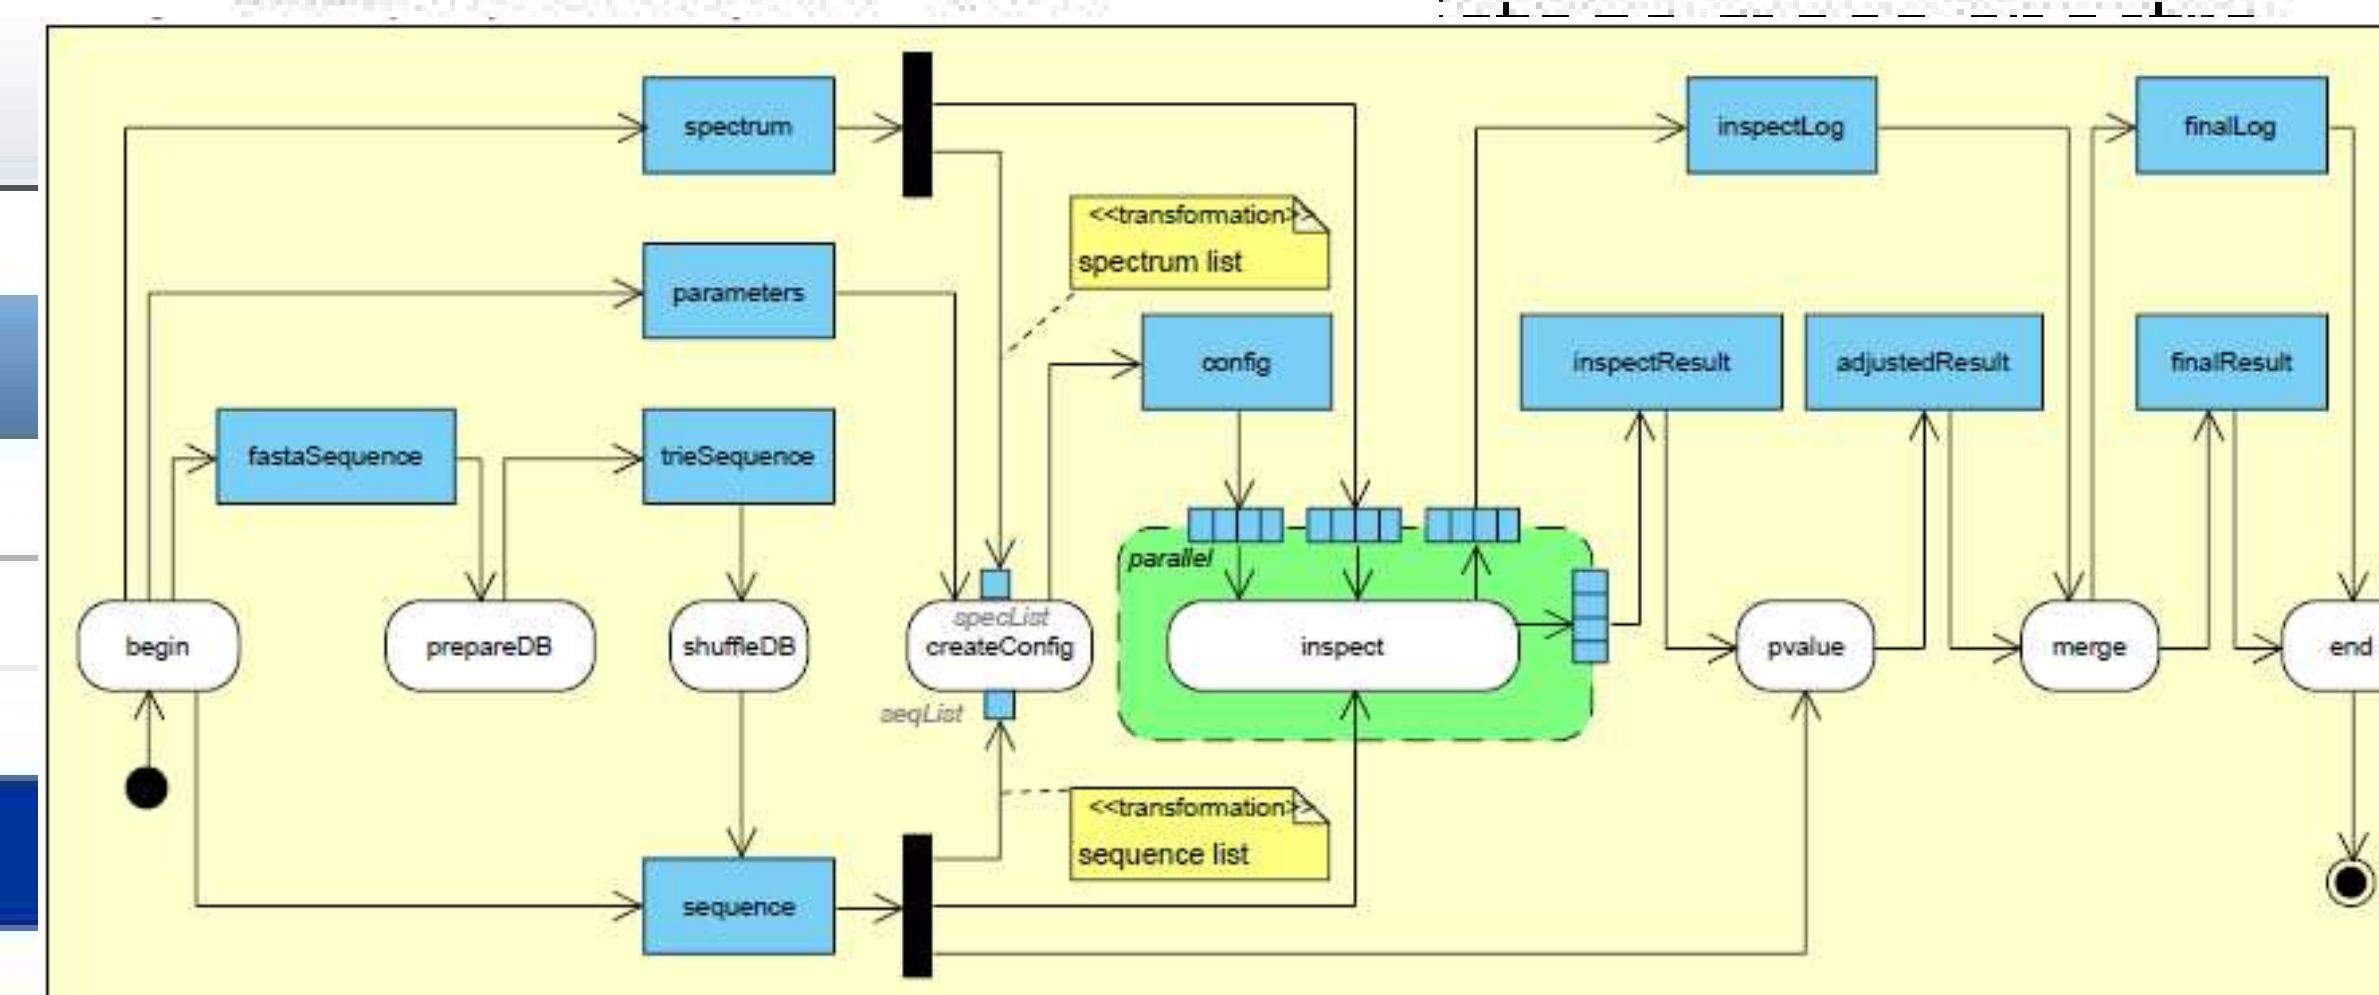 spectrum
inspectLog
finalLog
<<transformation>>
spectrum list
parameters
config
inspectResult
adjustedResult
finalResult
fastaSequence
trieSequence
parallel
specList
begin
prepareDB
shuffleDB
createConfig
inspect
pvalue
merge
end
seqList
<<transformation>>
sequence list
sequence